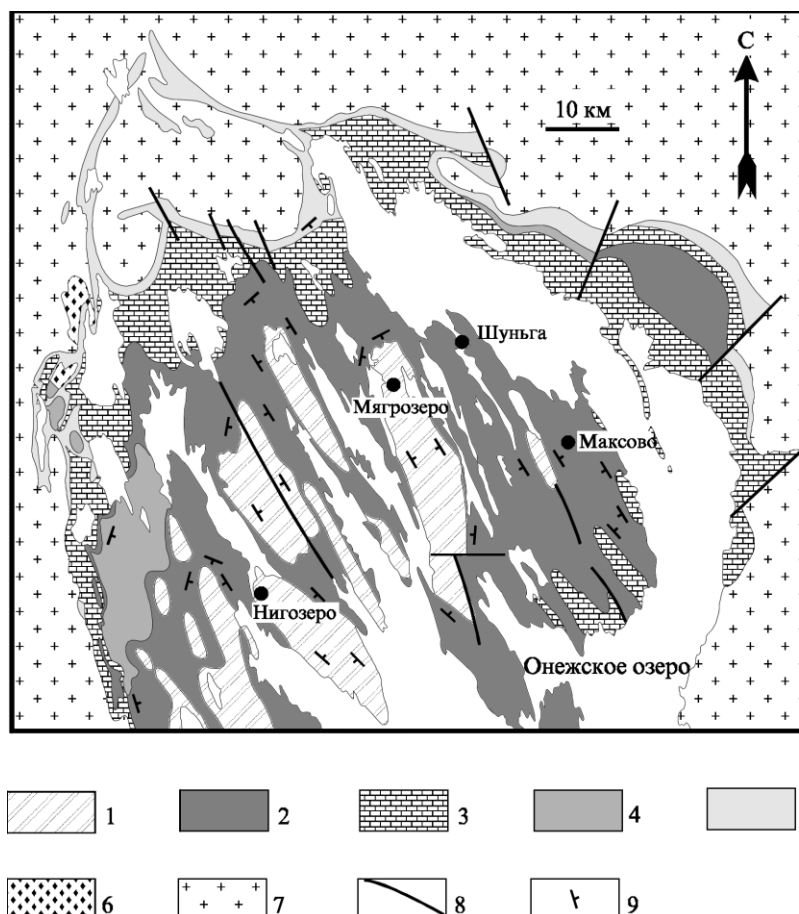 С
10 км
Шуньга
Мягрозеро
Максово
Нигозеро
Онежское озеро
1 2 3 4
6 7 8 9